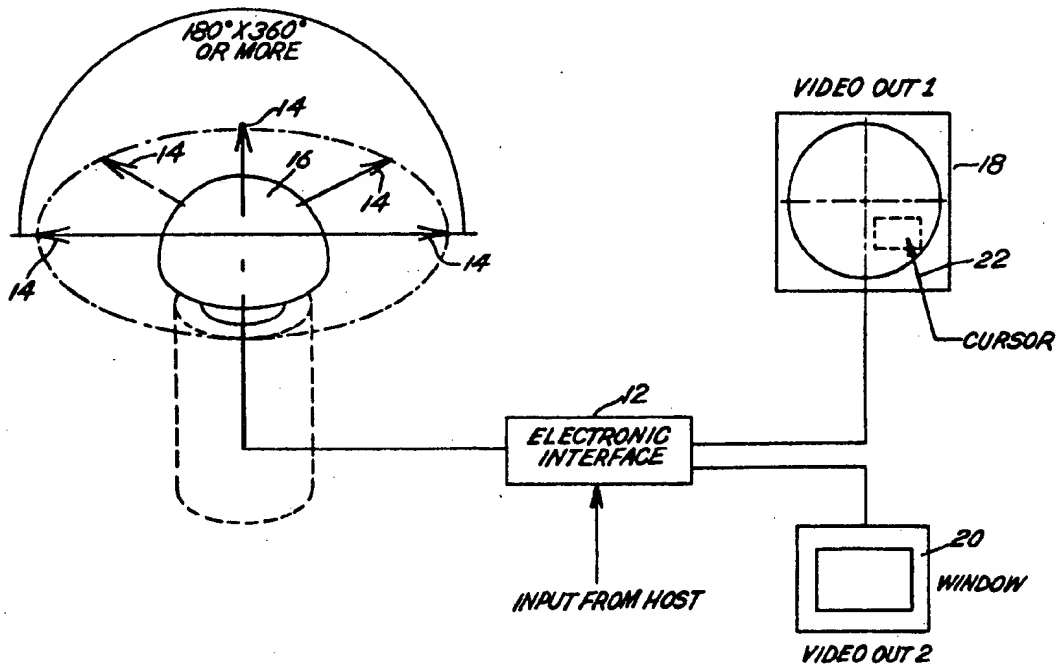 180° X 360°
OR MORE
14
14
16
14
14
14
VIDEO OUT 1
18
22
CURSOR
12
ELECTRONIC
INTERFACE
INPUT FROM HOST
20
WINDOW
VIDEO OUT 2